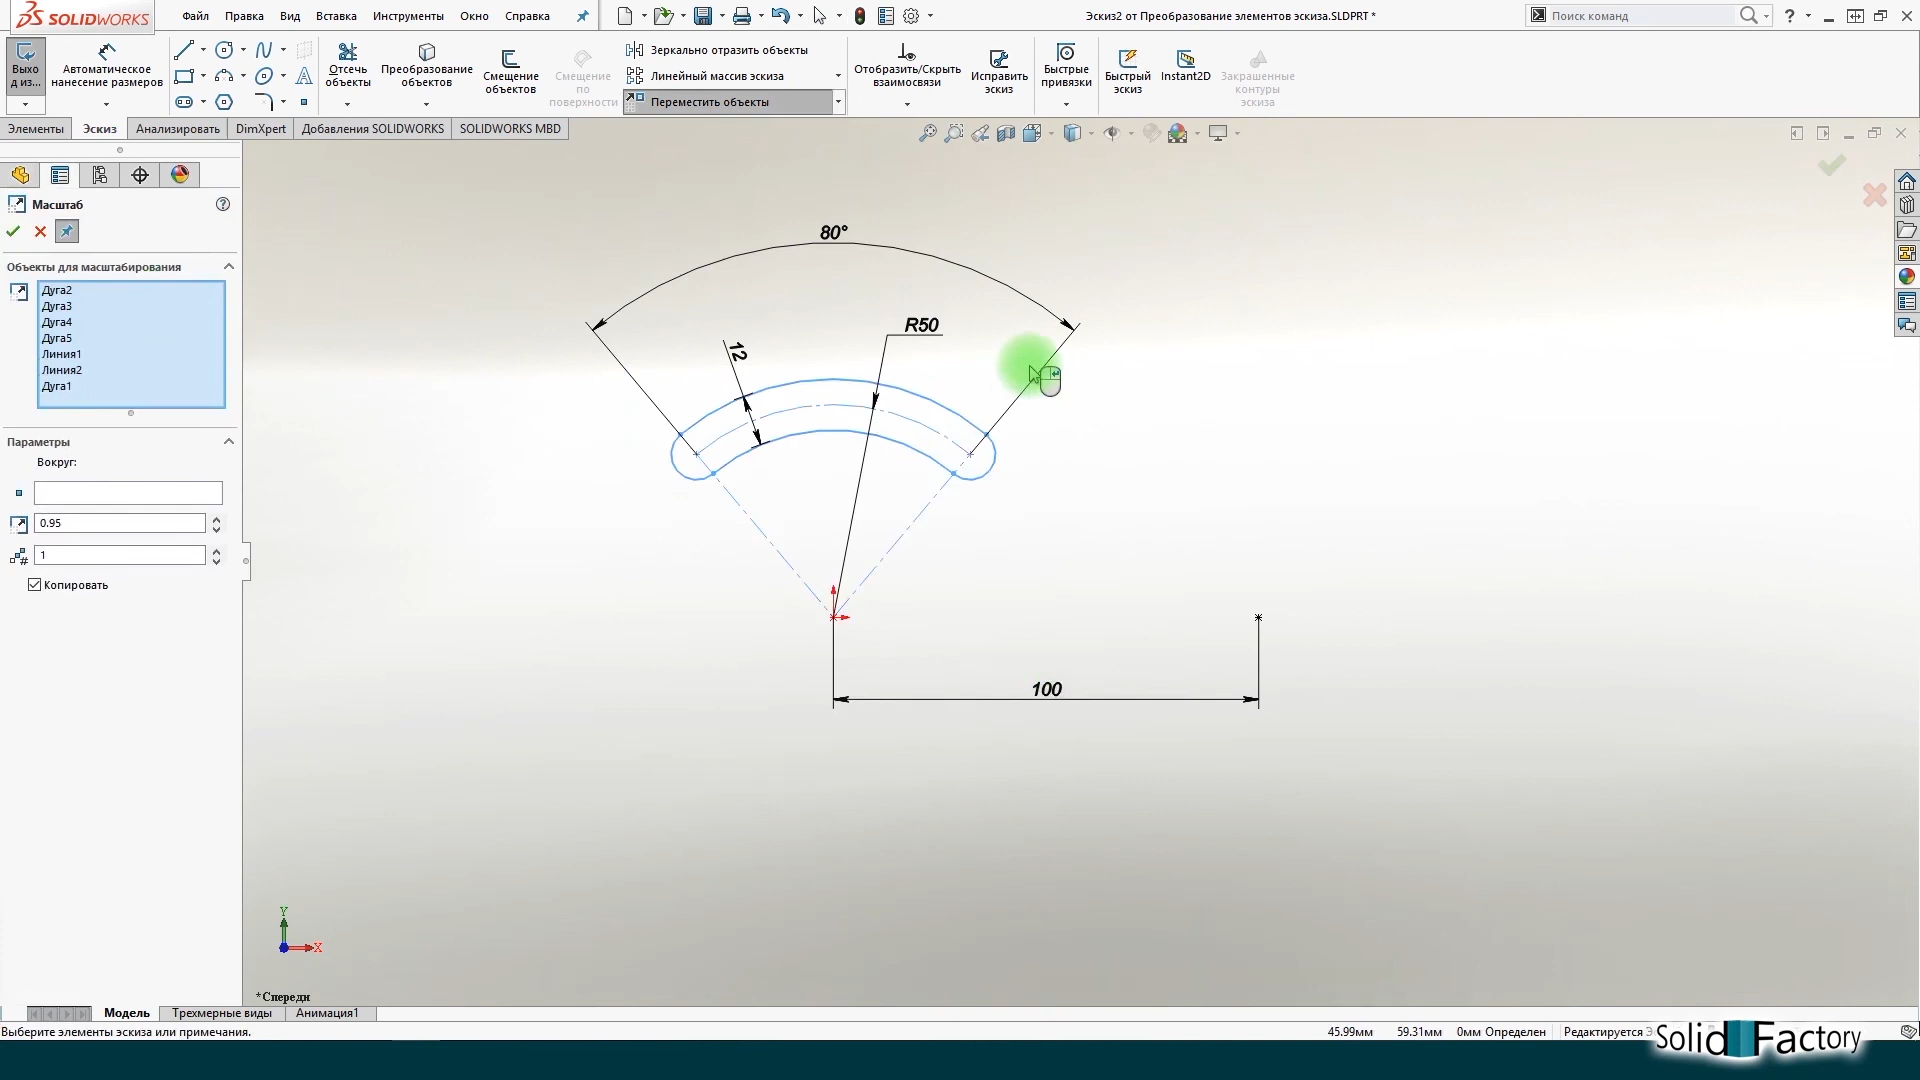 SOLIDWORKS
Файл Правка Вид Вставка Инструменты Окно Справка
Эскиз2 от Преобразование элементов эскиза.SLDPRT *
Поиск команд
Выхо
д из...
Автоматическое
нанесение размеров
Отсечь
объекты
Преобразование
объектов
Смещение
объектов
Смещение
по
поверхности
Зеркально отразить объекты
Линейный массив эскиза
Переместить объекты
Отобразить/Скрыть
взаимосвязи
Исправить
эскиз
Быстрые
привязки
Быстрый
эскиз
Instant2D
Закрашенные
контуры
эскиза
Элементы Эскиз Анализировать DimXpert Добавления SOLIDWORKS SOLIDWORKS MBD
Масштаб
Объекты для масштабирования
Дуга2
Дуга3
Дуга4
Дуга5
Линия1
Линия2
Дуга1
Параметры
Вокруг:
0.95
1
Копировать
80°
R50
12
100
Y
X
*Спереди
Модель Трехмерные виды Анимация1
Выберите элементы эскиза или примечания.
45.99мм 59.31мм 0мм Определен Редактируется Э
Solid Factory